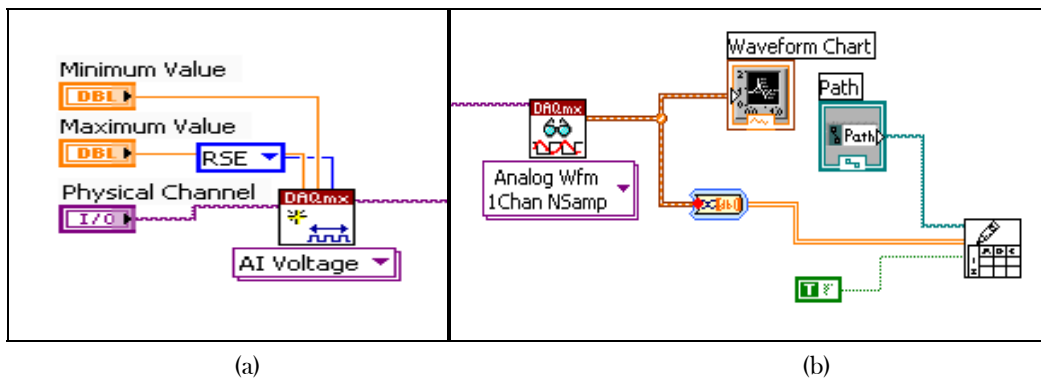 Minimum Value
DBL
Maximum Value
DBL
RSE
Physical Channel
I/O
DAQmx
AI Voltage
Waveform Chart
Path
DAQmx
Path
Analog Wfm
1Chan NSamp
T
(a)
(b)